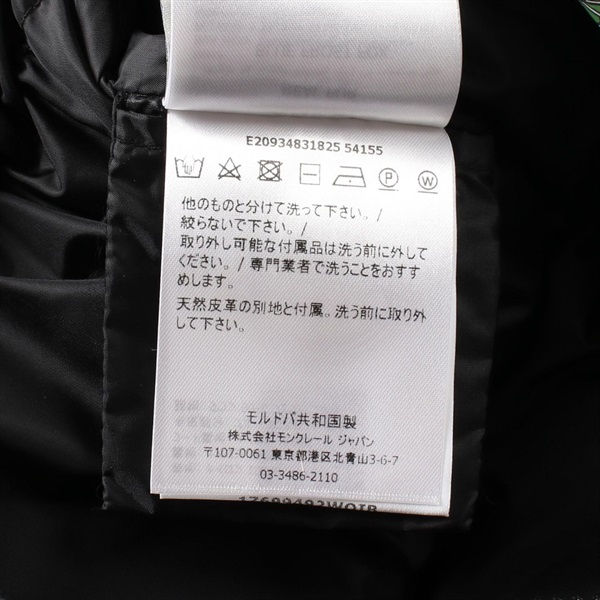 E20934831825 54155
P
W
他のものと分けて洗って下さい。/
絞らないで下さい。/
取り外し可能な付属品は洗う前に外して
ください。/ 専門業者で洗うことをおすす
めします。
天然皮革の別地と付属。洗う前に取り外
して下さい。
モルドバ共和国製
株式会社モンクレール ジャパン
〒107-0061 東京都港区北青山3-6-7
03-3486-2110